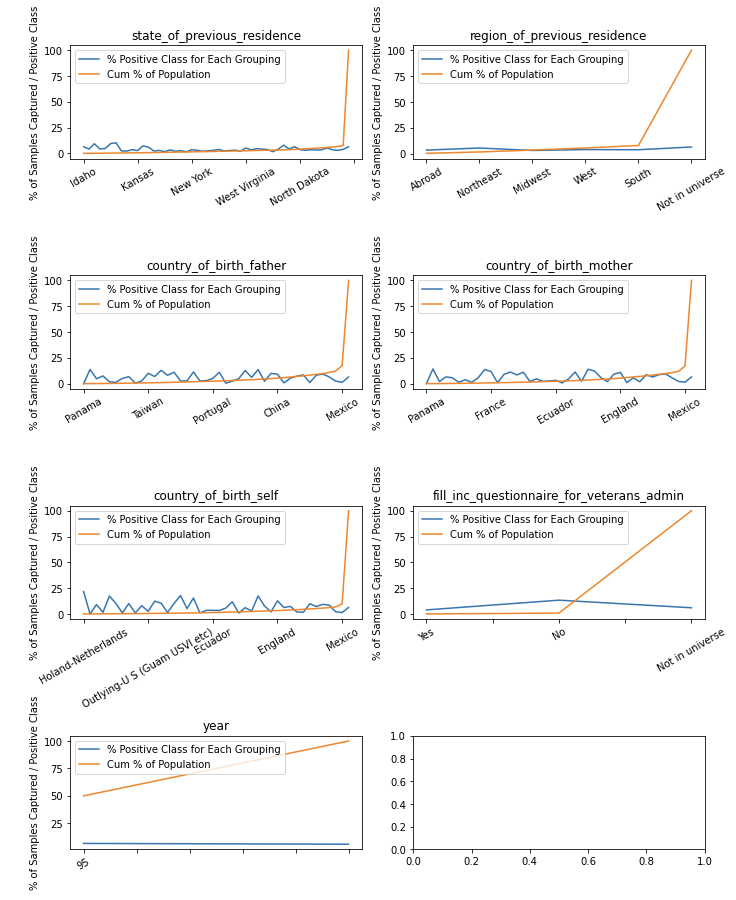 state_of_previous_residence
% of Samples Captured / Positive Class
100
75
50
25
0
% Positive Class for Each Grouping
Cum % of Population
Idaho
Kansas
New York
West Virginia
North Dakota
region_of_previous_residence
% of Samples Captured / Positive Class
100
75
50
25
0
% Positive Class for Each Grouping
Cum % of Population
Abroad
Northeast
Midwest
West
South
Not in universe
country_of_birth_father
% of Samples Captured / Positive Class
100
75
50
25
0
% Positive Class for Each Grouping
Cum % of Population
Panama
Taiwan
Portugal
China
Mexico
country_of_birth_mother
% of Samples Captured / Positive Class
100
75
50
25
0
% Positive Class for Each Grouping
Cum % of Population
Panama
France
Ecuador
England
Mexico
country_of_birth_self
% of Samples Captured / Positive Class
100
75
50
25
0
% Positive Class for Each Grouping
Cum % of Population
Holand-Netherlands
Outlying-U S (Guam USVI etc)
Ecuador
England
Mexico
fill_inc_questionnaire_for_veterans_admin
% of Samples Captured / Positive Class
100
75
50
25
0
% Positive Class for Each Grouping
Cum % of Population
Yes
No
Not in universe
year
% of Samples Captured / Positive Class
100
75
50
25
% Positive Class for Each Grouping
Cum % of Population
95
1.0
0.8
0.6
0.4
0.2
0.0
0.0 0.2 0.4 0.6 0.8 1.0